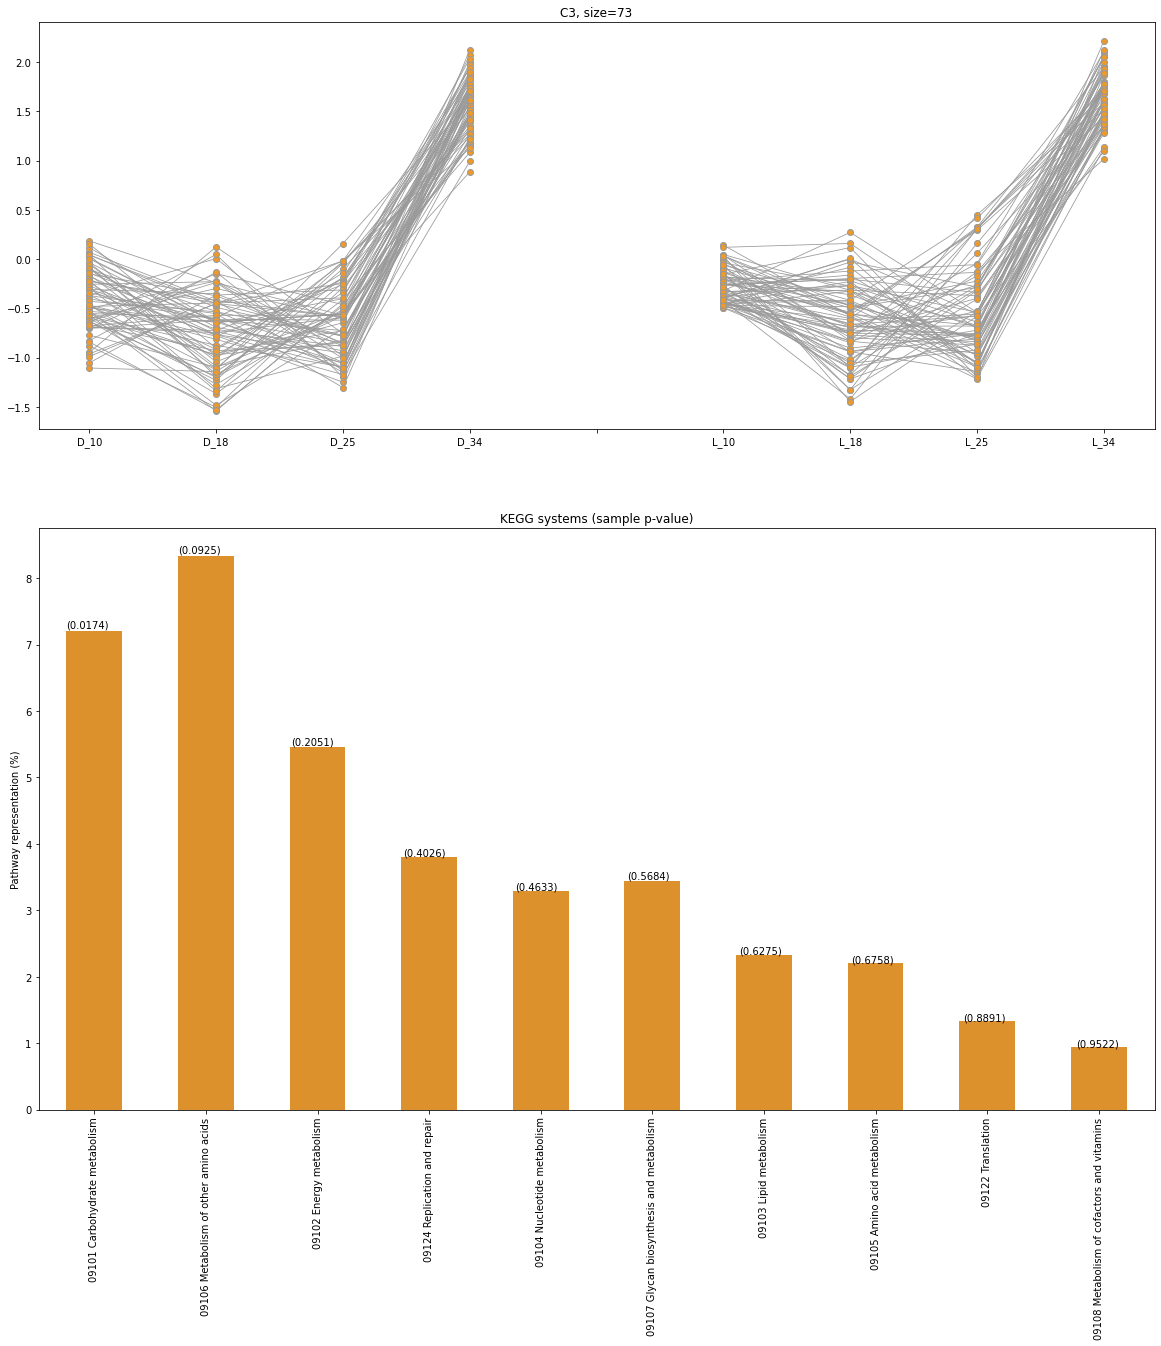 C3, size=73
2.0
1.5
1.0
0.5
0.0
−0.5
−1.0
−1.5
D_10 D_18 D_25 D_34 L_10 L_18 L_25 L_34
KEGG systems (sample p-value)
Pathway representation (%)
8
7
6
5
4
3
2
1
0
(0.0174)
(0.0925)
(0.2051)
(0.4026)
(0.4633)
(0.5684)
(0.6275)
(0.6758)
(0.8891)
(0.9522)
09101 Carbohydrate metabolism
09106 Metabolism of other amino acids
09102 Energy metabolism
09124 Replication and repair
09104 Nucleotide metabolism
09107 Glycan biosynthesis and metabolism
09103 Lipid metabolism
09105 Amino acid metabolism
09122 Translation
09108 Metabolism of cofactors and vitamins